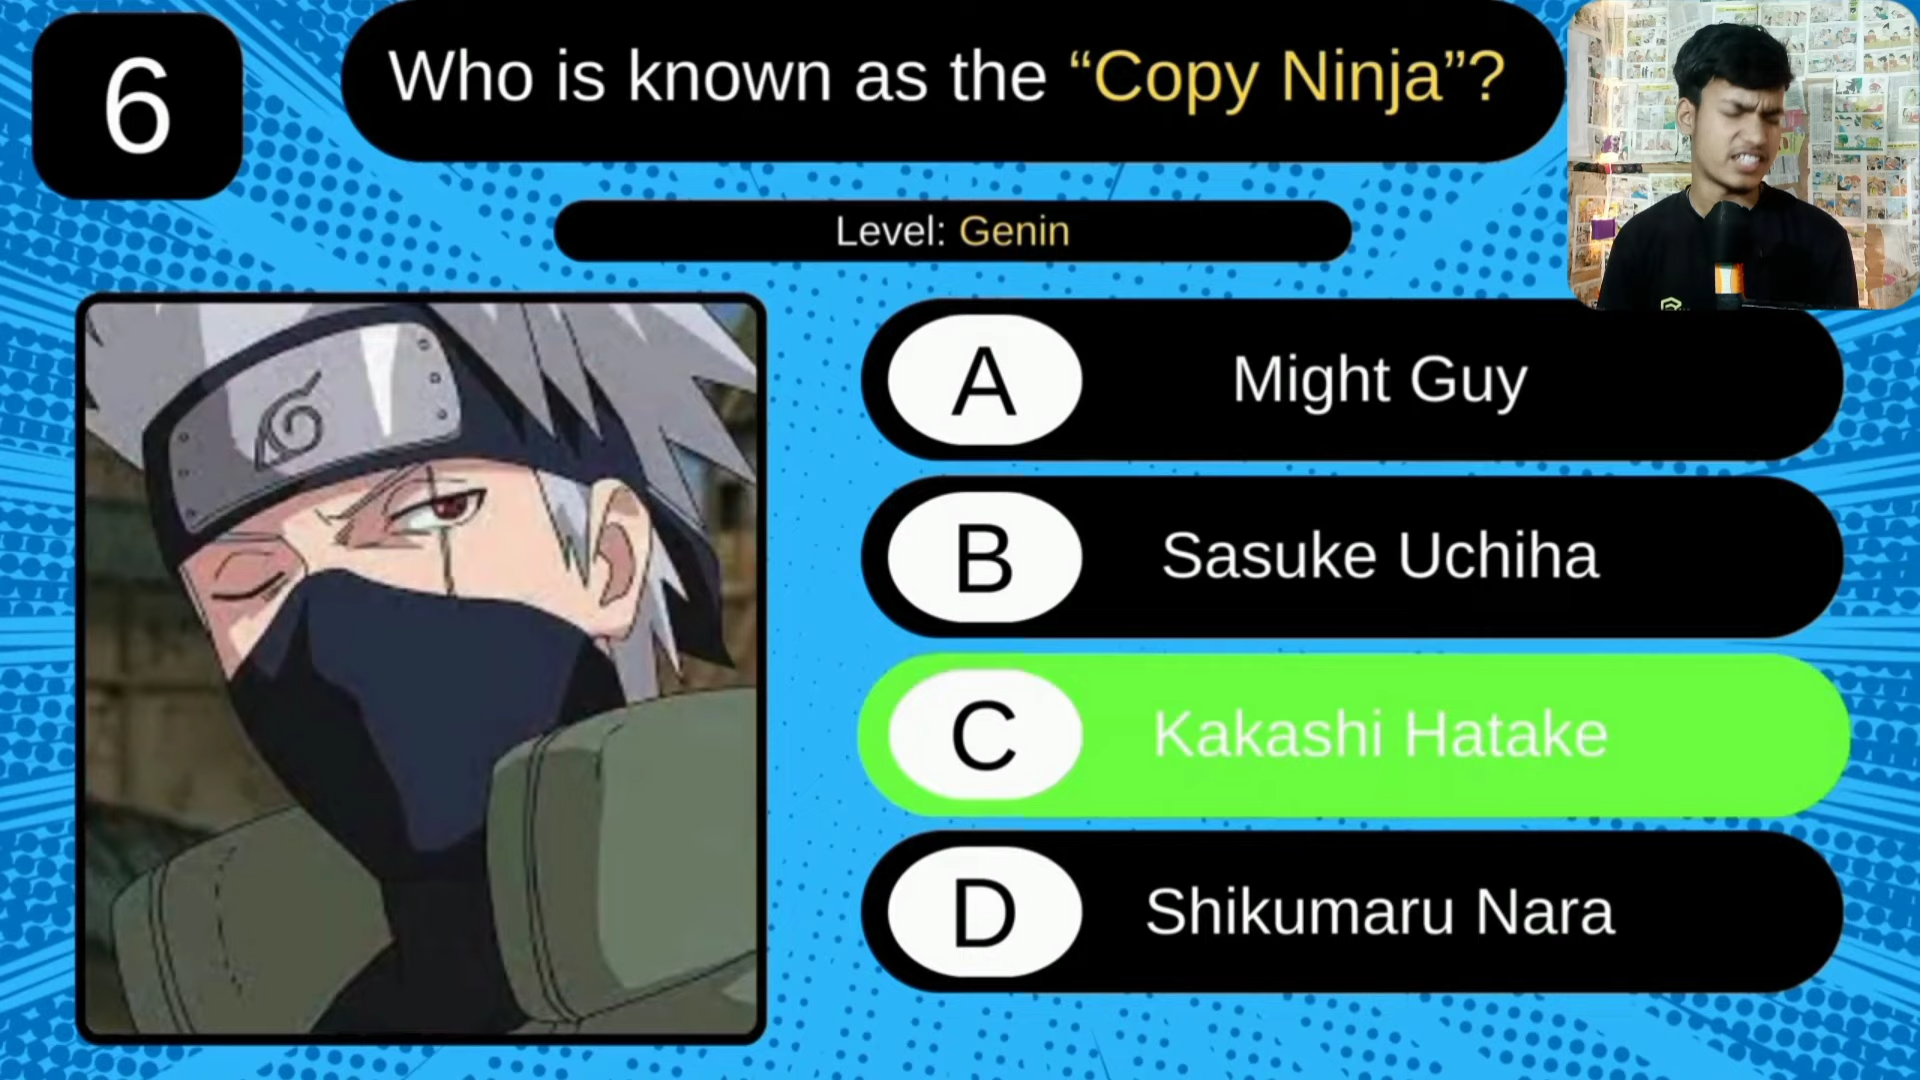 6
Who is known as the “Copy Ninja”?
Level: Genin
A Might Guy
B Sasuke Uchiha
C Kakashi Hatake
D Shikumaru Nara